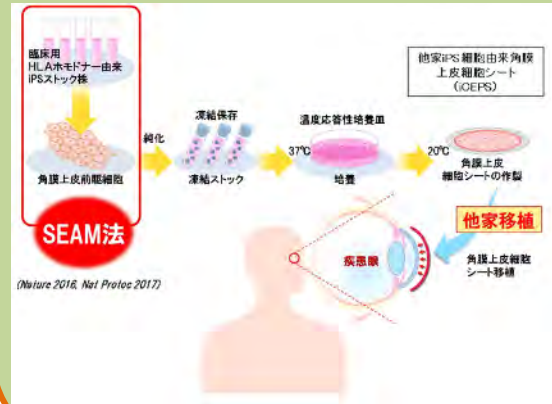 臨床用
HLAホモドナー由来
iPSストック株
角膜上皮前駆細胞
SEAM法
(Nature 2016, Nat Protoc 2017)
純化
凍結保存
凍結ストック
温度応答性培養皿
37℃
培養
20℃
他家iPS細胞由来角膜
上皮細胞シート
(iCEPS)
角膜上皮
細胞シートの作製
他家移植
角膜上皮細胞
シート移植
疾患眼